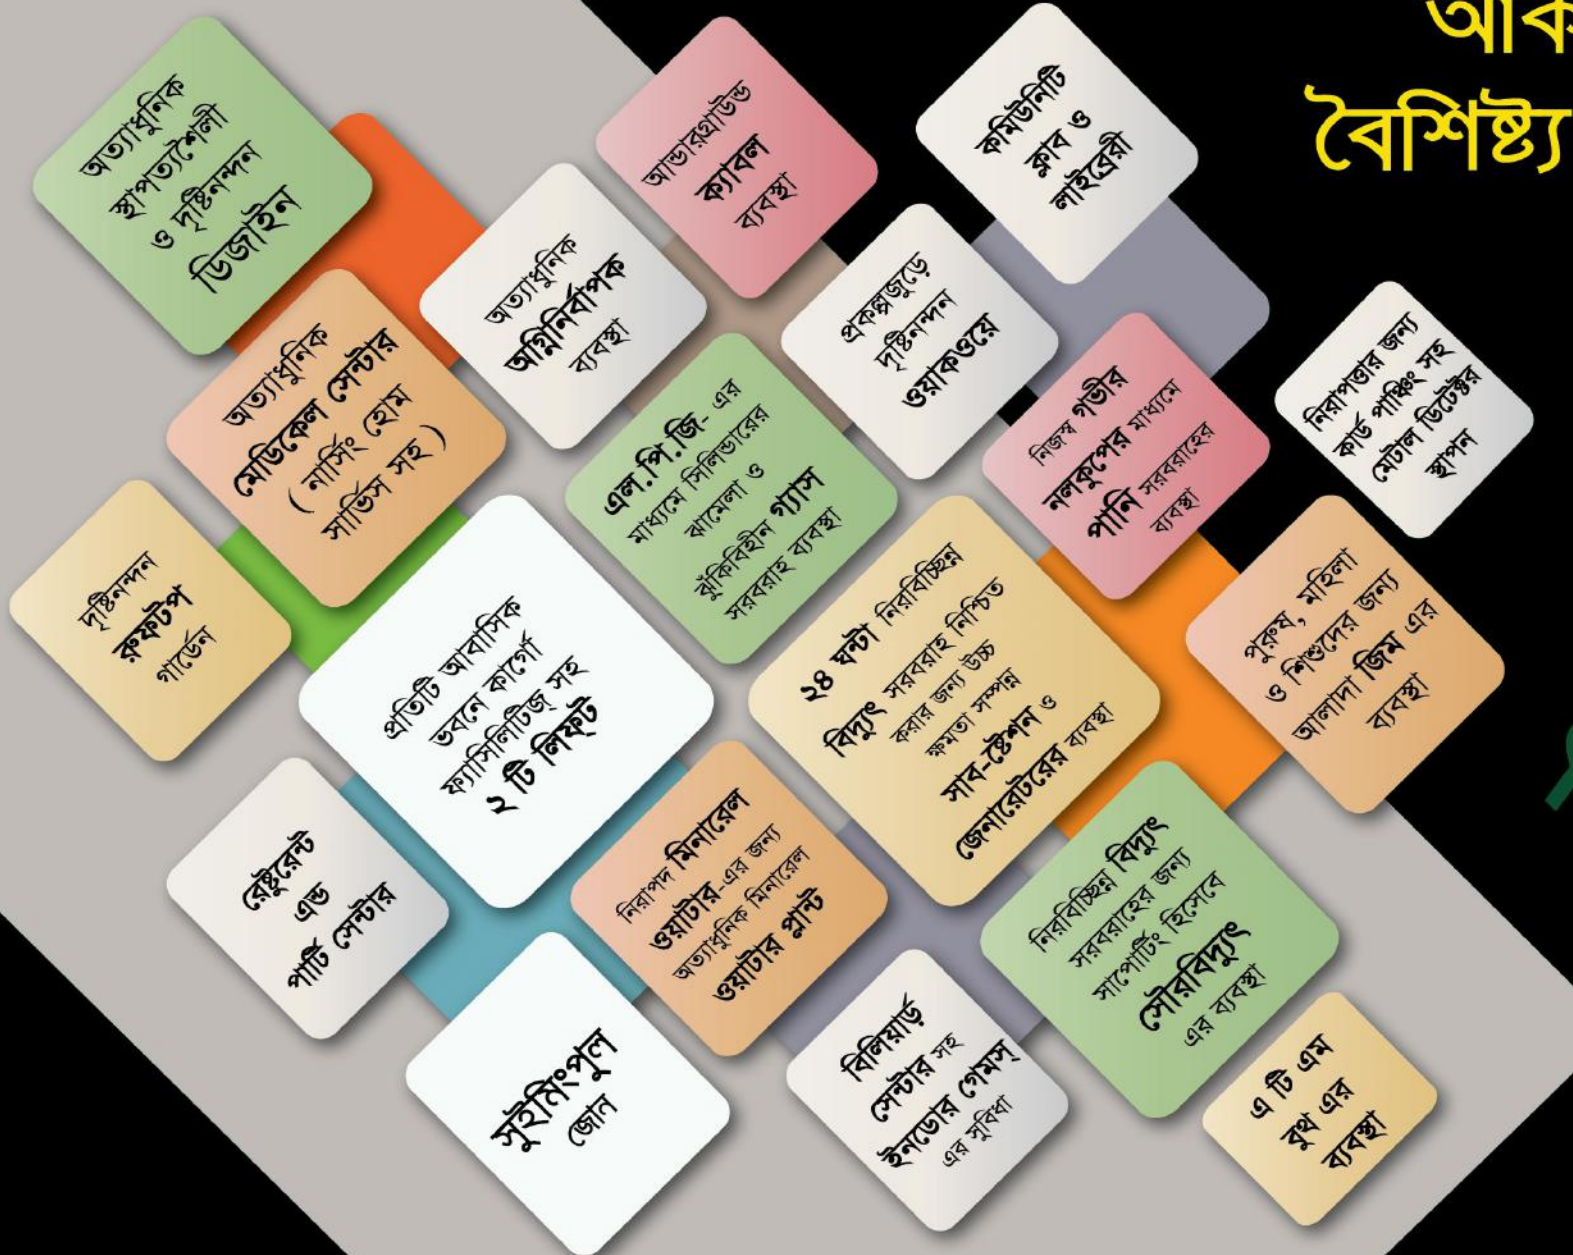 বৈশিষ্ট্য
অত্যাধুনিক
স্থাপত্যশৈলী
ও দৃষ্টিনন্দন
ডিজাইন
আন্ডারগ্রাউন্ড
ক্যাবল
ব্যবস্থা
কমিউনিটি
ক্লাব ও
লাইব্রেরী
অত্যাধুনিক
অগ্নিনির্বাপক
ব্যবস্থা
প্রকল্পজুড়ে
দৃষ্টিনন্দন
ওয়াকওয়ে
অত্যাধুনিক
মেডিকেল সেন্টার
( নার্সিং হোম
সার্ভিস সহ )
এল.পি.জি- এর
মাধ্যমে সিলিন্ডারের
ঝামেলা ও
ঝুঁকিবিহীন গ্যাস
সরবরাহ ব্যবস্থা
নিজস্ব গভীর
নলকুপের মাধ্যমে
পানি সরবরাহের
ব্যবস্থা
নিরাপত্তার জন্য
কার্ড পাঞ্চিং সহ
মেটাল ডিটেক্টর
স্থাপন
দৃষ্টিনন্দন
রুফটপ
গার্ডেন
প্রতিটি আবাসিক
ভবনে কার্গো
ফ্যাসিলিটিজ্ সহ
২ টি লিফ্ট
২৪ ঘন্টা নিরবিচ্ছিন্ন
বিদ্যুৎ সরবরাহ নিশ্চিত
করার জন্য উচ্চ
ক্ষমতা সম্পন্ন
সাব-ষ্টেশন ও
জেনারেটরের ব্যবস্থা
পুরুষ, মহিলা
ও শিশুদের জন্য
আলাদা জিম এর
ব্যবস্থা
রেষ্টুরেন্ট
এন্ড
পার্টি সেন্টার
নিরাপদ মিনারেল
ওয়াটার-এর জন্য
অত্যাধুনিক মিনারেল
ওয়াটার প্লান্ট
নিরবিচ্ছিন্ন বিদ্যুৎ
সরবরাহের জন্য
সাপোর্টিং হিসেবে
সৌরবিদ্যুৎ
এর ব্যবস্থা
সুইমিংপুল
জোন
বিলিয়ার্ড
সেন্টার সহ
ইনডোর গেমস্
এর সুবিধা
এ টি এম
বুথ এর
ব্যবস্থা